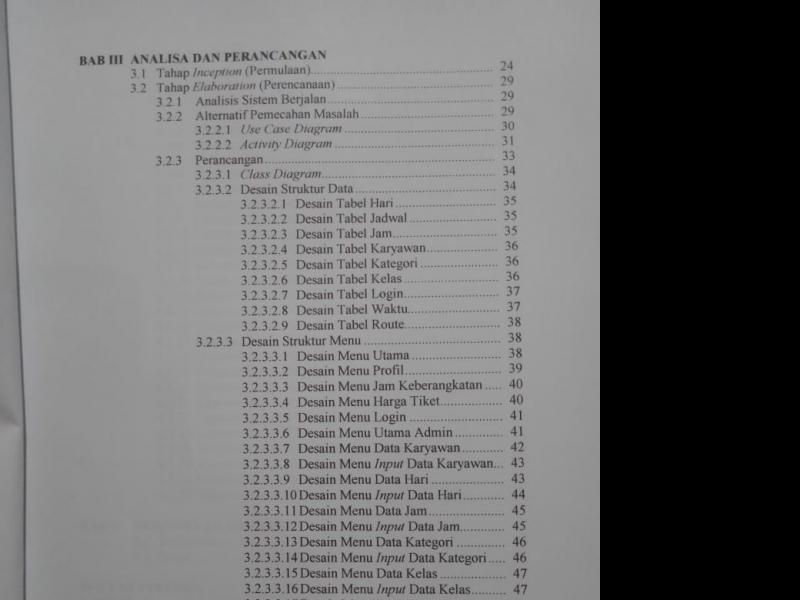 BAB III ANALISA DAN PERANCANGAN
3.1 Tahap Inception (Permulaan)........ 24
3.2 Tahap Elaboration (Perencanaan)........ 29
3.2.1 Analisis Sistem Berjalan........ 29
3.2.2 Alternatif Pemecahan Masalah........ 29
3.2.2.1 Use Case Diagram........ 30
3.2.2.2 Activity Diagram........ 31
3.2.3 Perancangan........ 33
3.2.3.1 Class Diagram........ 34
3.2.3.2 Desain Struktur Data........ 34
3.2.3.2.1 Desain Tabel Hari........ 35
3.2.3.2.2 Desain Tabel Jadwal........ 35
3.2.3.2.3 Desain Tabel Jam........ 35
3.2.3.2.4 Desain Tabel Karyawan........ 36
3.2.3.2.5 Desain Tabel Kategori........ 36
3.2.3.2.6 Desain Tabel Kelas........ 36
3.2.3.2.7 Desain Tabel Login........ 37
3.2.3.2.8 Desain Tabel Waktu........ 37
3.2.3.2.9 Desain Tabel Route........ 38
3.2.3.3 Desain Struktur Menu........ 38
3.2.3.3.1 Desain Menu Utama........ 38
3.2.3.3.2 Desain Menu Profil........ 39
3.2.3.3.3 Desain Menu Jam Keberangkatan..... 40
3.2.3.3.4 Desain Menu Harga Tiket........ 40
3.2.3.3.5 Desain Menu Login........ 41
3.2.3.3.6 Desain Menu Utama Admin........ 41
3.2.3.3.7 Desain Menu Data Karyawan........ 42
3.2.3.3.8 Desain Menu Input Data Karyawan... 43
3.2.3.3.9 Desain Menu Data Hari........ 43
3.2.3.3.10 Desain Menu Input Data Hari........ 44
3.2.3.3.11 Desain Menu Data Jam........ 45
3.2.3.3.12 Desain Menu Input Data Jam........ 45
3.2.3.3.13 Desain Menu Data Kategori........ 46
3.2.3.3.14 Desain Menu Input Data Kategori..... 46
3.2.3.3.15 Desain Menu Data Kelas........ 47
3.2.3.3.16 Desain Menu Input Data Kelas........ 47